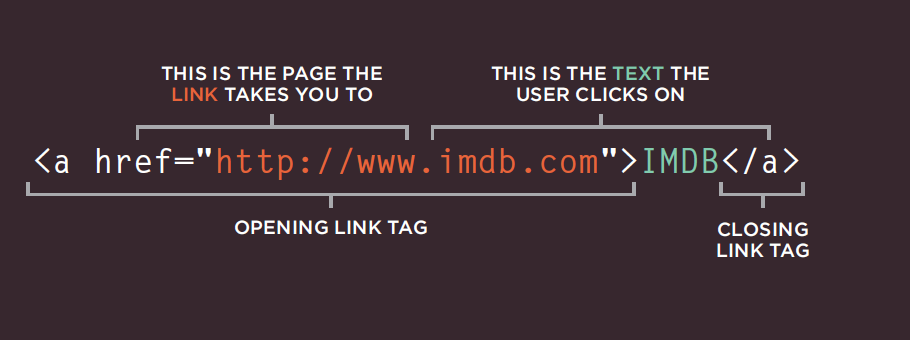 THIS IS THE PAGE THE
LINK TAKES YOU TO
THIS IS THE TEXT THE
USER CLICKS ON
<a href="http://www.imdb.com">IMDB</a>
OPENING LINK TAG
CLOSING
LINK TAG